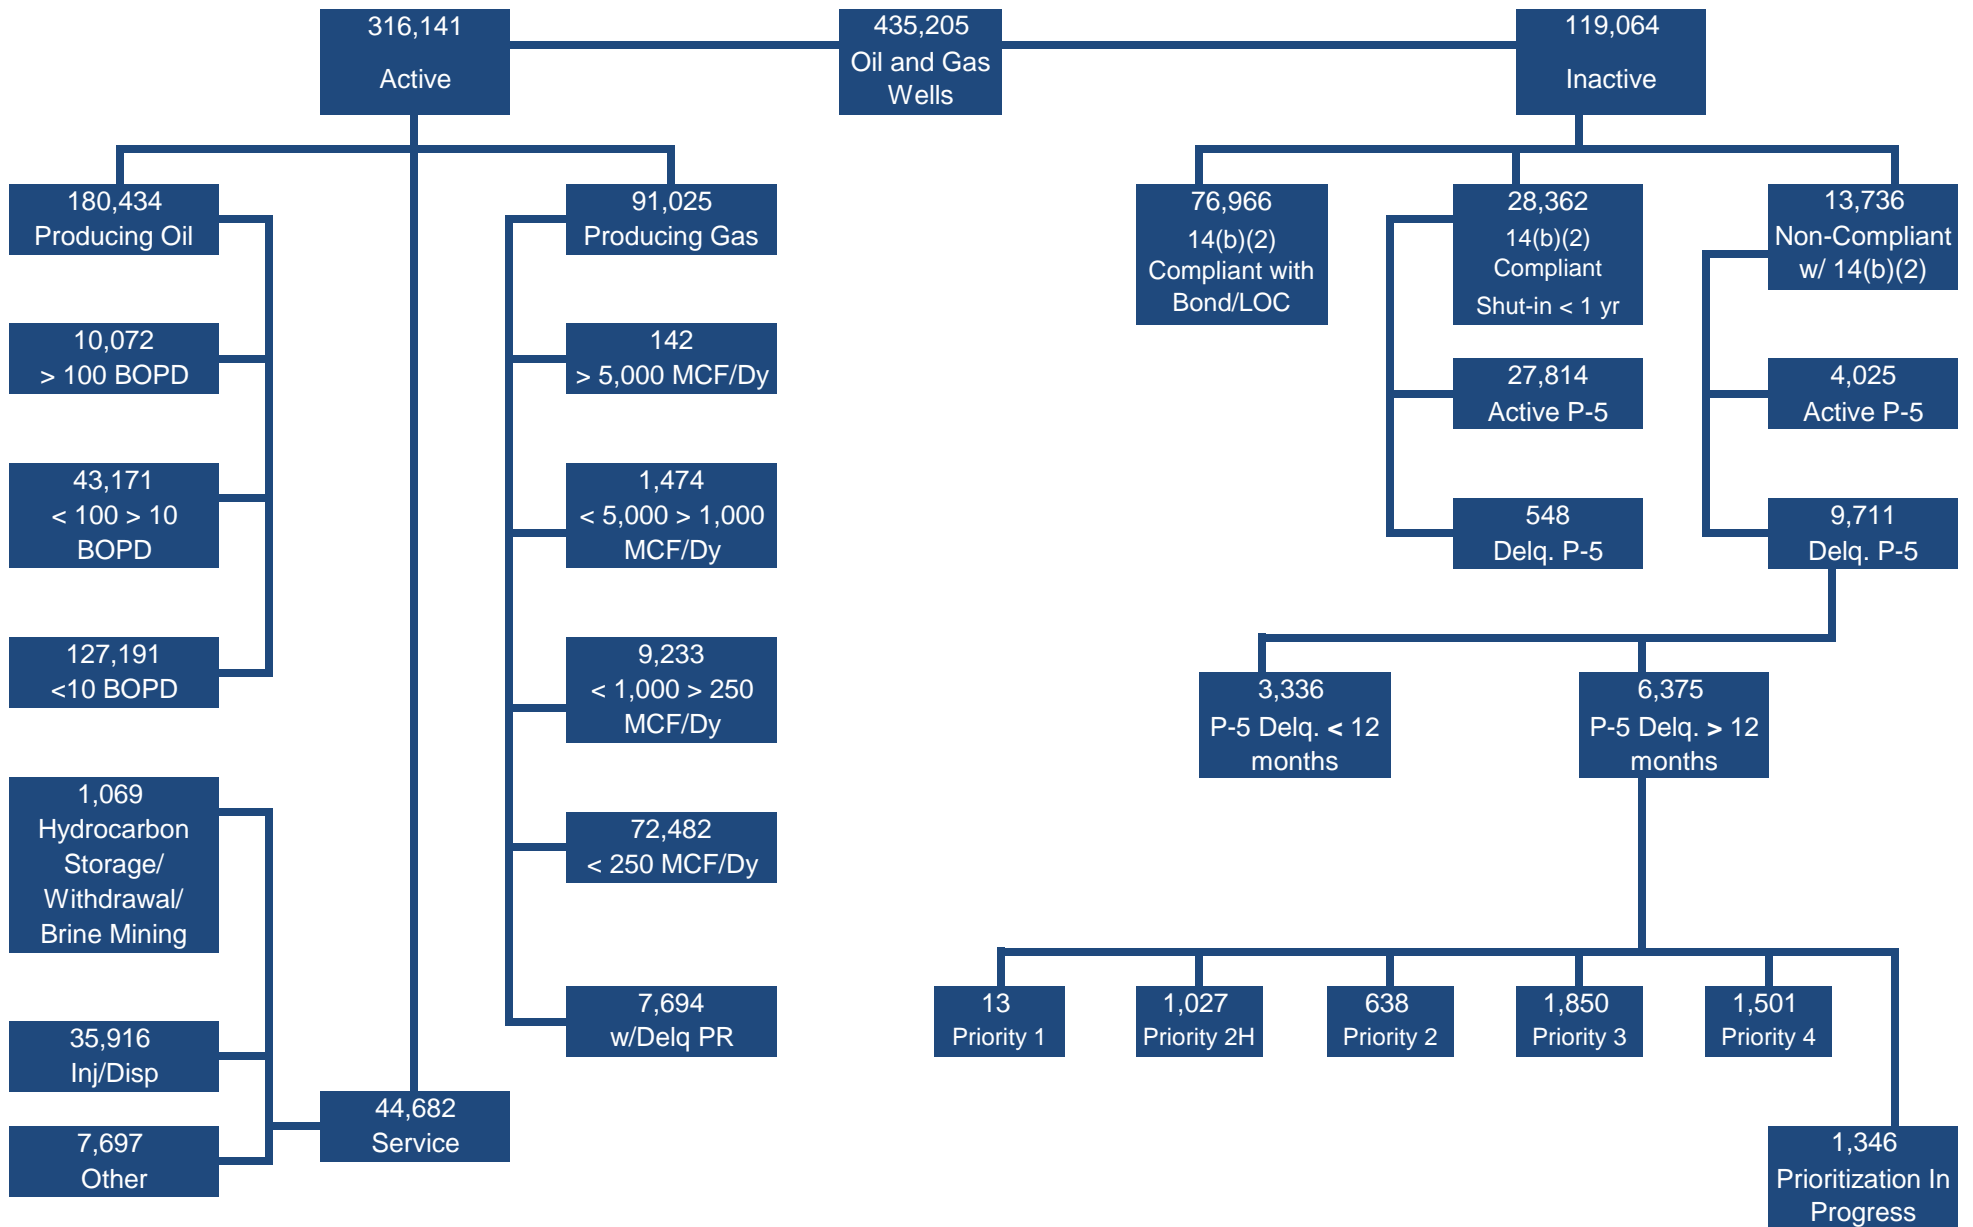 316,141
Active
435,205
Oil and Gas
Wells
119,064
Inactive
180,434
Producing Oil
10,072
> 100 BOPD
43,171
< 100 > 10
BOPD
127,191
<10 BOPD
91,025
Producing Gas
142
> 5,000 MCF/Dy
1,474
< 5,000 > 1,000
MCF/Dy
9,233
< 1,000 > 250
MCF/Dy
72,482
< 250 MCF/Dy
7,694
w/Delq PR
1,069
Hydrocarbon
Storage/
Withdrawal/
Brine Mining
35,916
Inj/Disp
7,697
Other
44,682
Service
76,966
14(b)(2)
Compliant with
Bond/LOC
28,362
14(b)(2)
Compliant
Shut-in < 1 yr
27,814
Active P-5
548
Delq. P-5
13,736
Non-Compliant
w/ 14(b)(2)
4,025
Active P-5
9,711
Delq. P-5
3,336
P-5 Delq. < 12
months
6,375
P-5 Delq. > 12
months
13
Priority 1
1,027
Priority 2H
638
Priority 2
1,850
Priority 3
1,501
Priority 4
1,346
Prioritization In
Progress